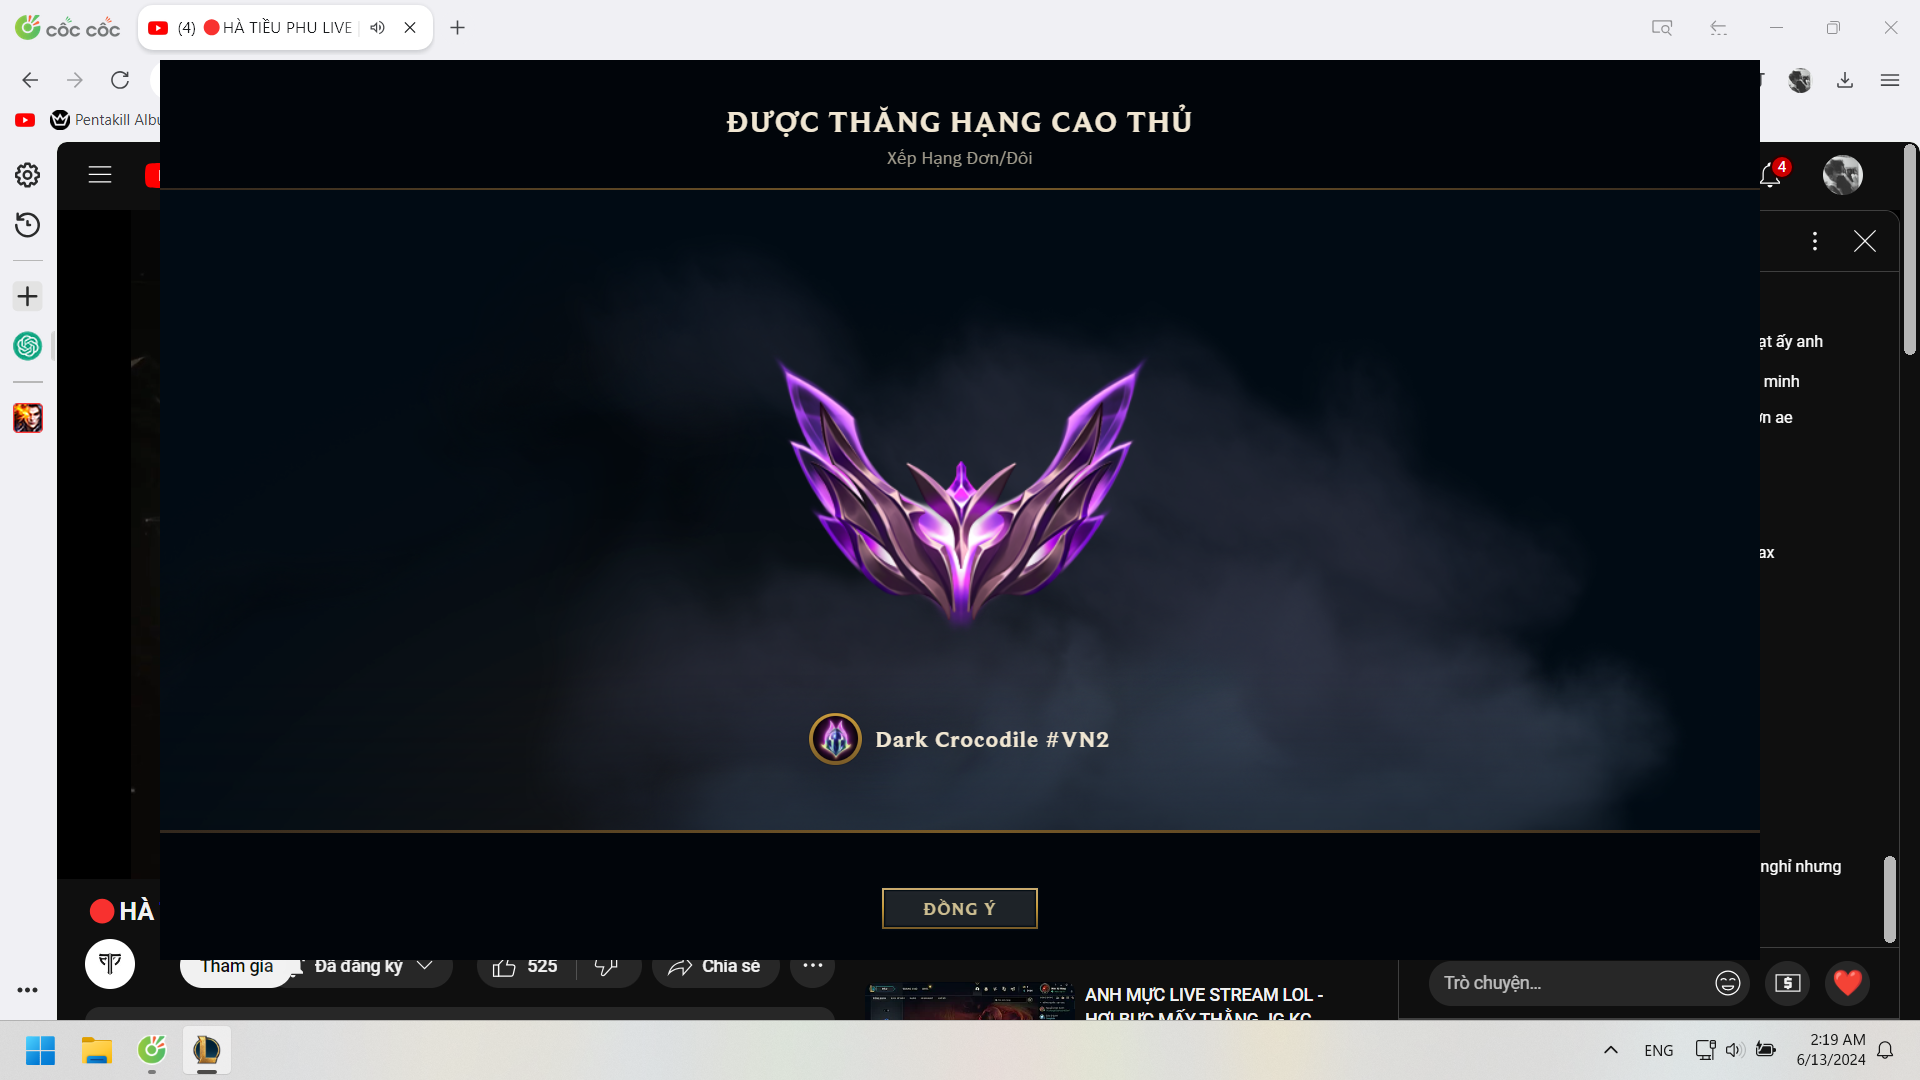 cốc cốc
(4) 🔴HÀ TIỀU PHU LIVE
Pentakill Albu
ĐƯỢC THĂNG HẠNG CAO THỦ
Xếp Hạng Đơn/Đôi
4
ạt ấy anh
minh
ơn ae
ax
Dark Crocodile #VN2
nghỉ nhưng
ĐỒNG Ý
🔴HÀ
Tham gia
Đã đăng ký
525
Chia sẻ
Trò chuyện...
ANH MỰC LIVE STREAM LOL -
HƠI BỰC MẤY THẰNG JG KC
ENG
2:19 AM
6/13/2024